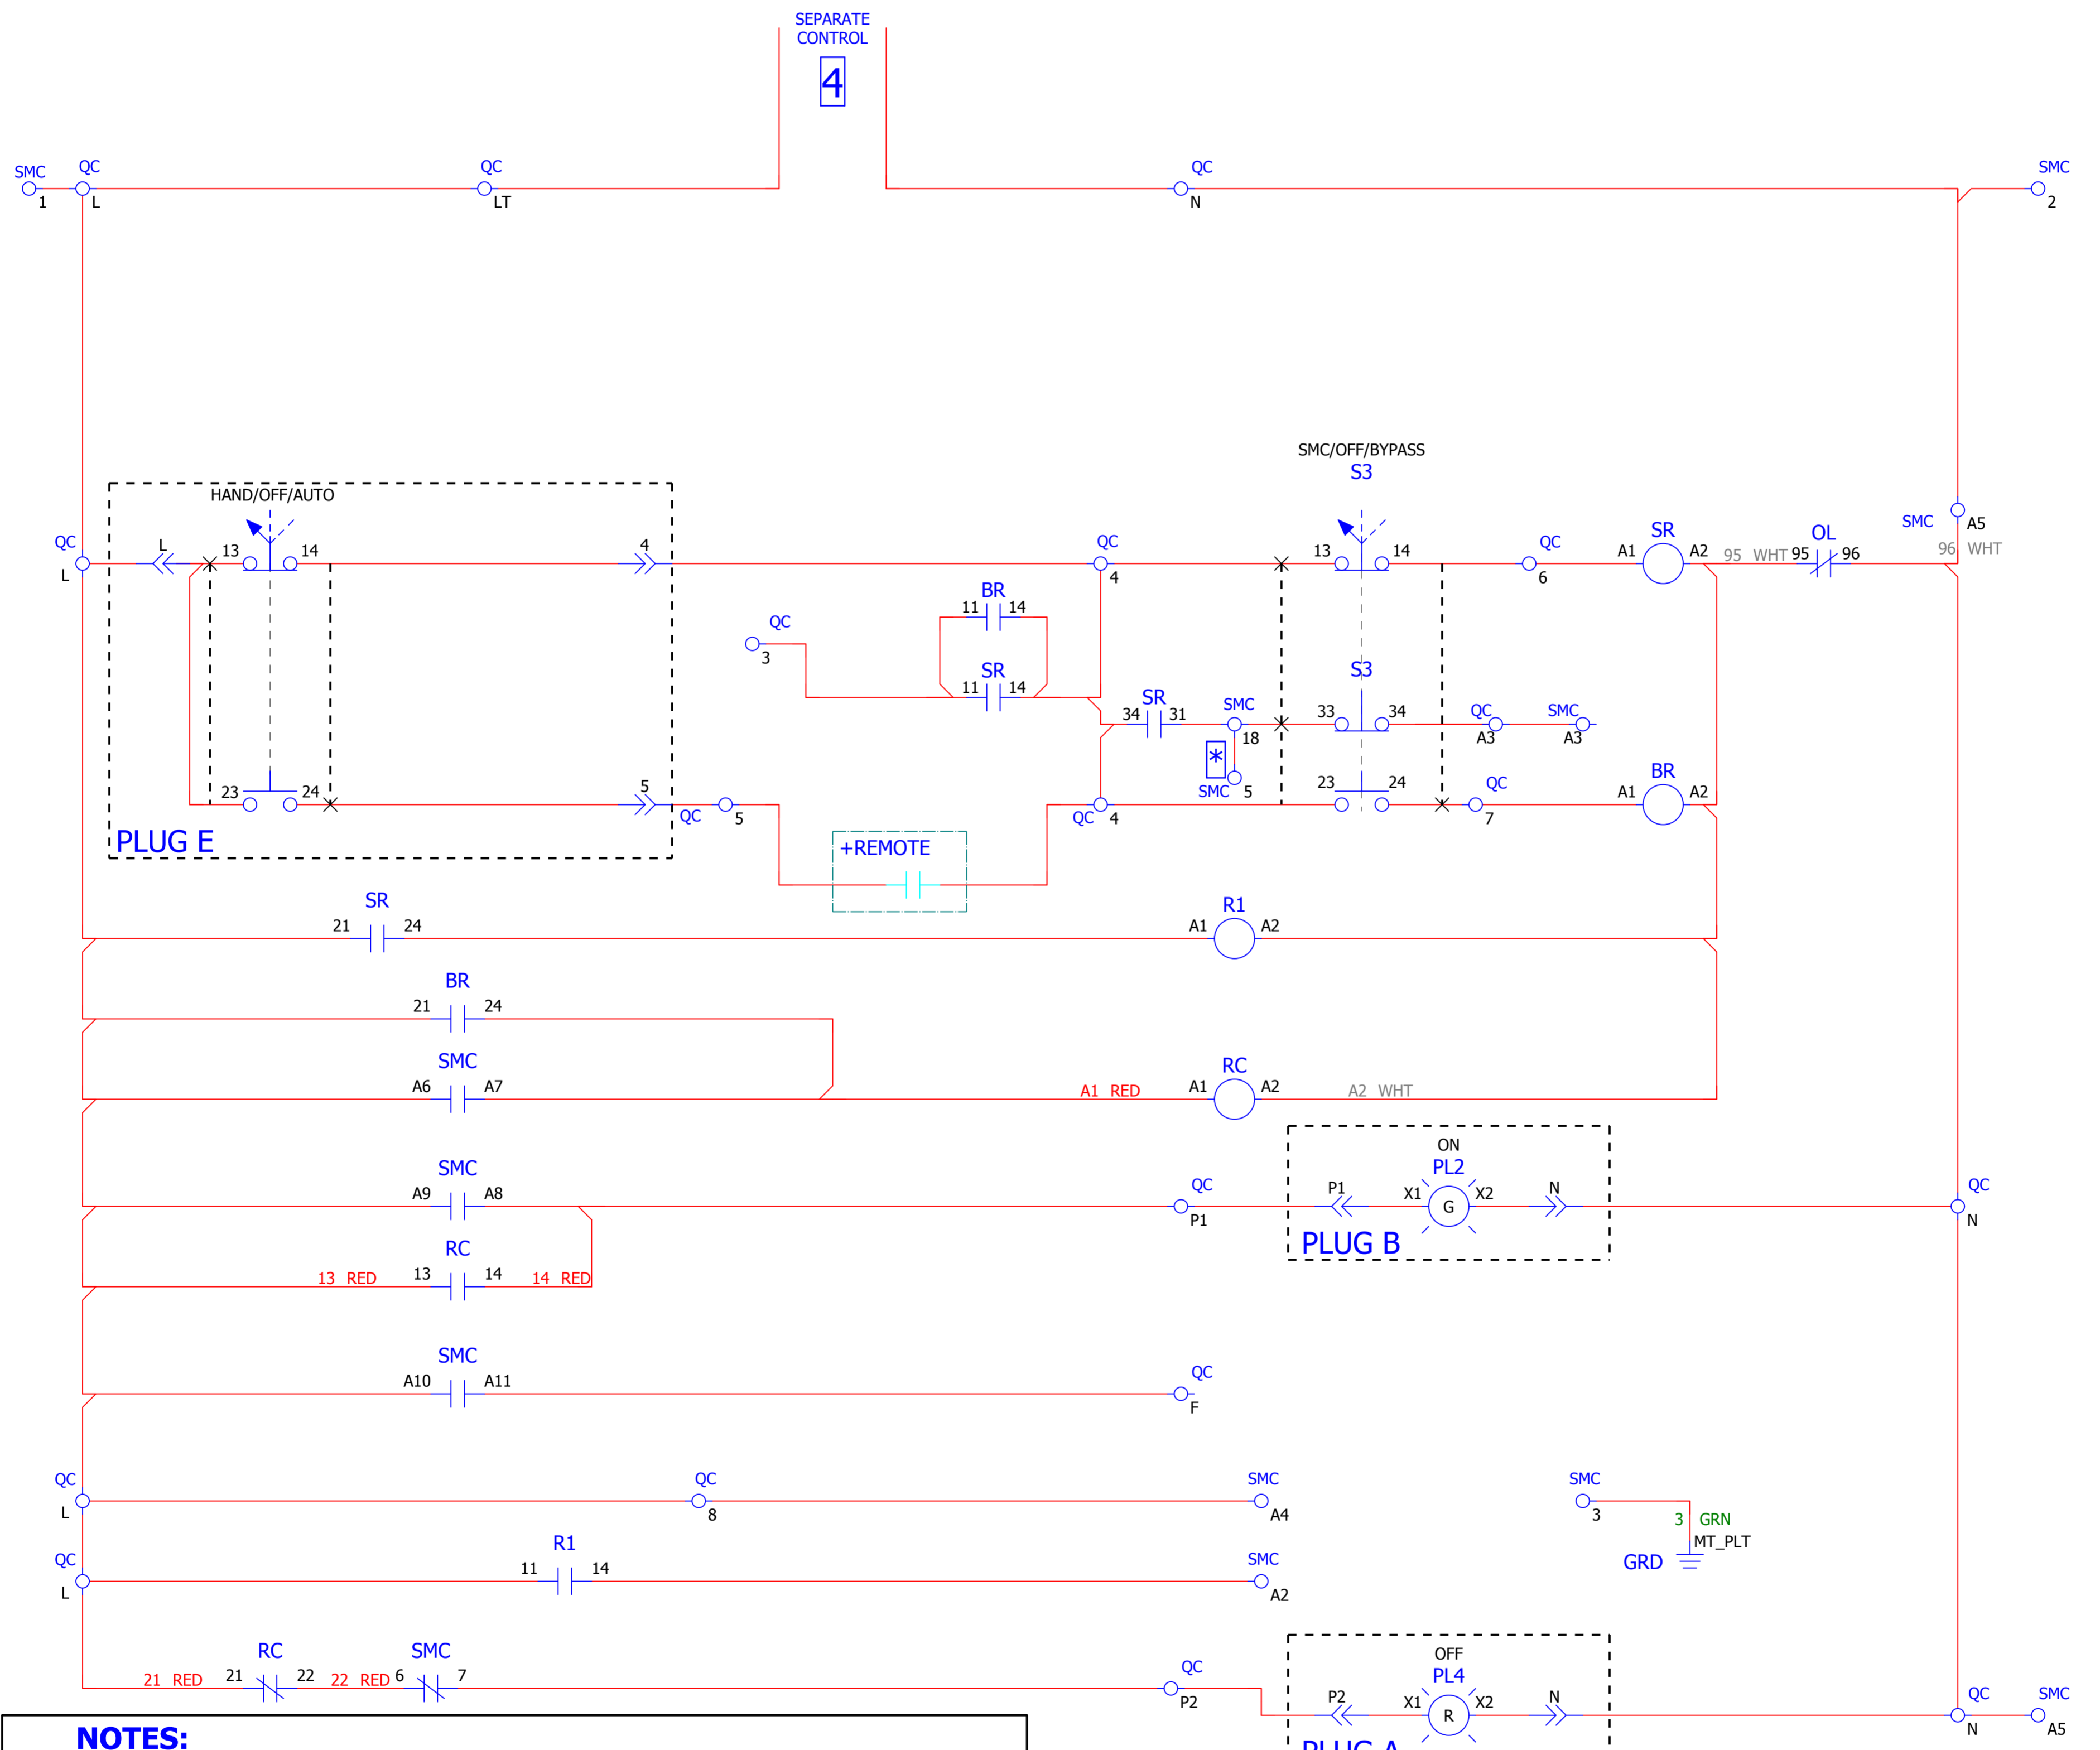 SEPARATE
CONTROL
4
SMC
1
QC
L
QC
LT
QC
N
SMC
2
SMC/OFF/BYPASS
S3
HAND/OFF/AUTO
QC
L
L
13
14
4
QC
4
13
14
QC
6
SR
A1
A2
95 WHT
OL
95
96
SMC
A5
96 WHT
BR
11
14
QC
3
SR
11
14
SR
34
31
SMC
18
S3
33
34
QC
A3
SMC
A3
*
SMC
5
23
24
5
QC
5
QC
4
23
24
QC
7
BR
A1
A2
PLUG E
+REMOTE
SR
21
24
R1
A1
A2
BR
21
24
SMC
A6
A7
A1 RED
RC
A1
A2
A2 WHT
ON
PL2
SMC
A9
A8
QC
P1
P1
X1
G
X2
N
QC
N
PLUG B
RC
13 RED
13
14
14 RED
SMC
A10
A11
QC
F
QC
L
QC
8
SMC
A4
SMC
3
3 GRN
MT_PLT
GRD
QC
L
R1
11
14
SMC
A2
RC
21 RED
21
22
22 RED
SMC
6
7
QC
P2
OFF
PL4
P2
X1
R
X2
N
QC
N
SMC
A5
PLUG A
NOTES: